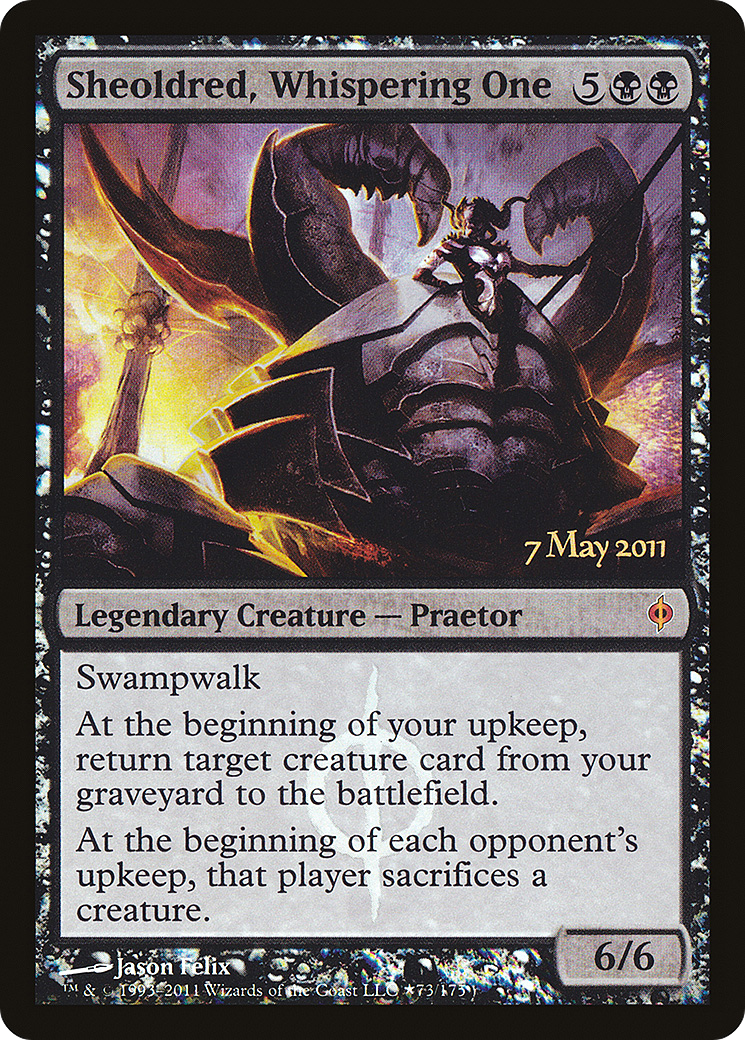 Sheoldred, Whispering One 5
7 May 2011
Legendary Creature — Praetor
Swampwalk
At the beginning of your upkeep,
return target creature card from your
graveyard to the battlefield.
At the beginning of each opponent's
upkeep, that player sacrifices a
creature.
6/6
Jason Felix
™ & © 1993–2011 Wizards of the Coast LLC ★73/175